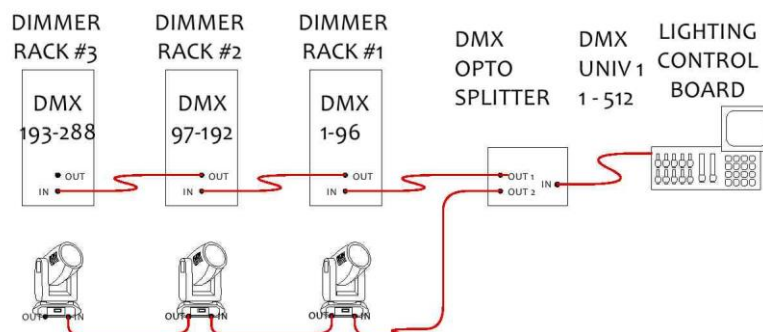 DIMMER
RACK #3
DIMMER
RACK #2
DIMMER
RACK #1
DMX
OPTO
SPLITTER
DMX
UNIV 1
1 - 512
LIGHTING
CONTROL
BOARD
DMX
193-288
DMX
97-192
DMX
1-96
OUT
IN
OUT
IN
OUT
IN
OUT 1
OUT 2
IN
OUT
IN
OUT
IN
OUT
IN